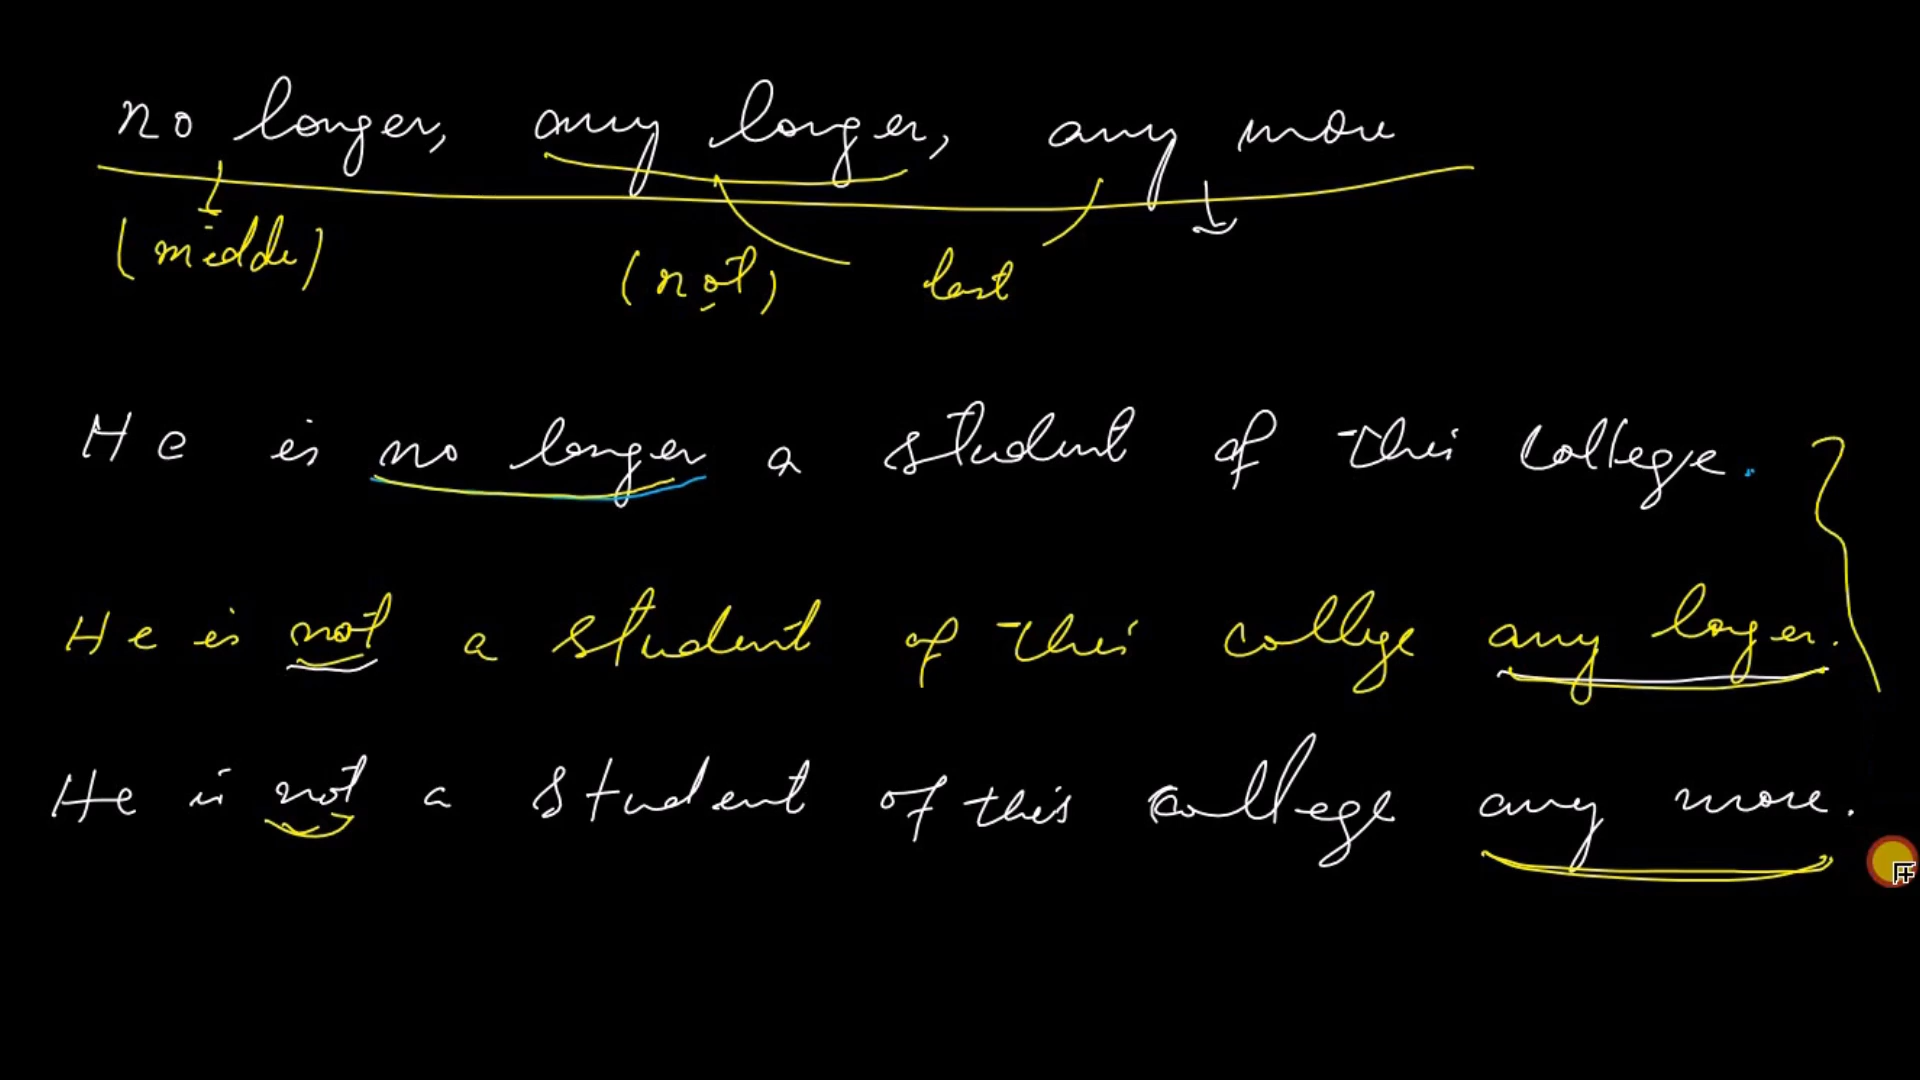 no longer, any longer, any more
(middle) (not) last
He is no longer a student of this college.
He is not a student of this college any longer.
He is not a student of this college any more.